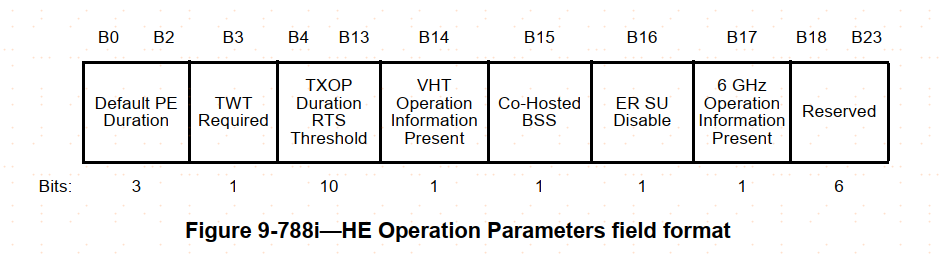 B0 B2 B3 B4 B13 B14 B15 B16 B17 B18 B23
Default PE
Duration
TWT
Required
TXOP
Duration
RTS
Threshold
VHT
Operation
Information
Present
Co-Hosted
BSS
ER SU
Disable
6 GHz
Operation
Information
Present
Reserved
Bits: 3 1 10 1 1 1 1 6
Figure 9-788i—HE Operation Parameters field format